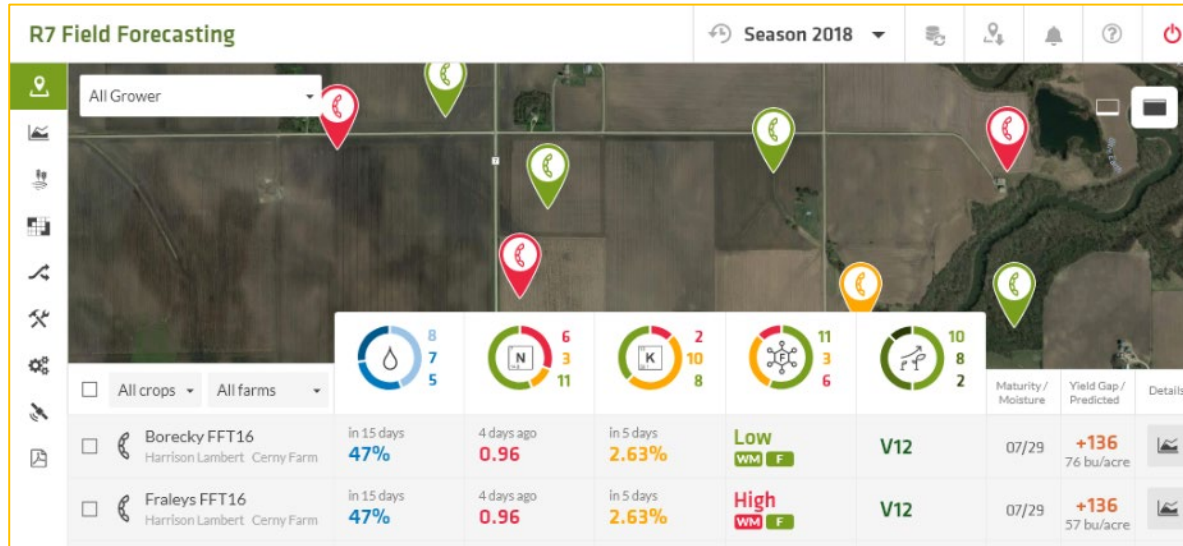 R7 Field Forecasting
Season 2018
All Grower
7
8
7
5
N
6
3
11
K
2
10
8
F
11
3
6
10
8
2
All crops
All farms
Maturity / Moisture
Yield Gap / Predicted
Details
Borecky FFT16
Harrison Lambert Cerny Farm
in 15 days
47%
4 days ago
0.96
in 5 days
2.63%
Low
WM F
V12
07/29
+136
76 bu/acre
Fraleys FFT16
Harrison Lambert Cerny Farm
in 15 days
47%
4 days ago
0.96
in 5 days
2.63%
High
WM F
V12
07/29
+136
57 bu/acre